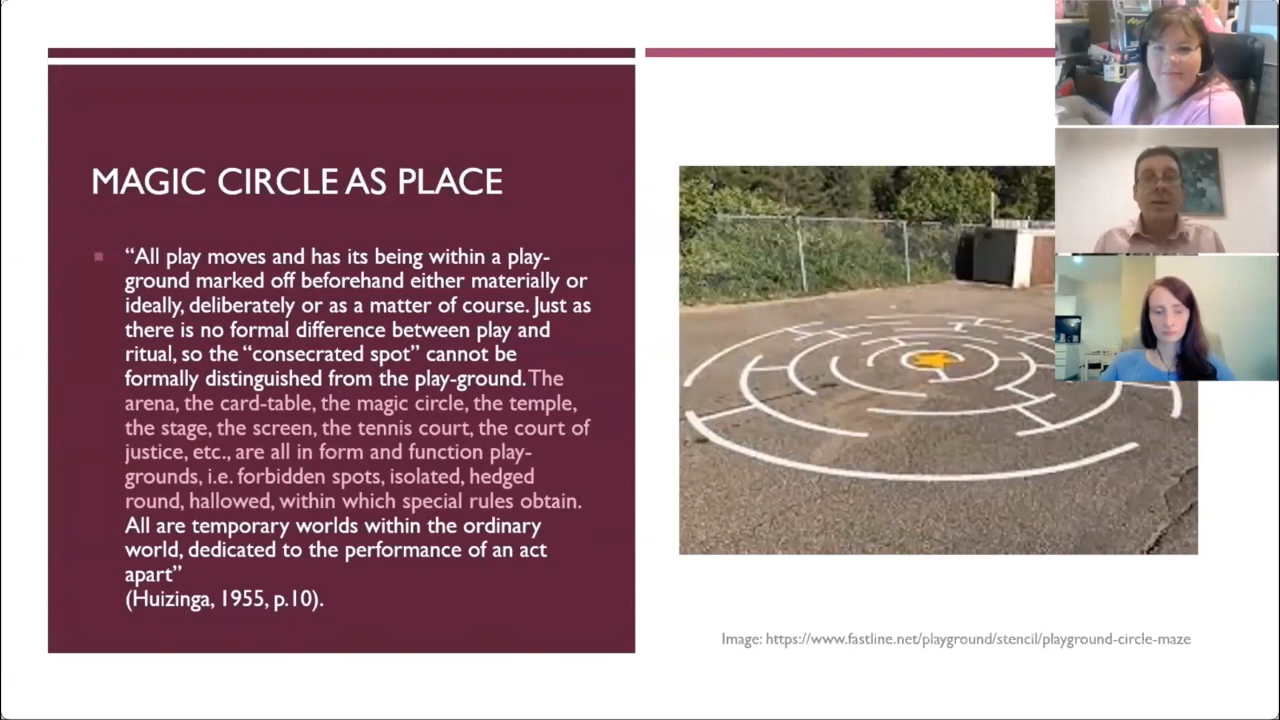 MAGIC CIRCLE AS PLACE
“All play moves and has its being within a play-
ground marked off beforehand either materially or
ideally, deliberately or as a matter of course. Just as
there is no formal difference between play and
ritual, so the “consecrated spot” cannot be
formally distinguished from the play-ground. The
arena, the card-table, the magic circle, the temple,
the stage, the screen, the tennis court, the court of
justice, etc., are all in form and function play-
grounds, i.e. forbidden spots, isolated, hedged
round, hallowed, within which special rules obtain.
All are temporary worlds within the ordinary
world, dedicated to the performance of an act
apart”
(Huizinga, 1955, p.10).
Image: https://www.fastline.net/playground/stencil/playground-circle-maze